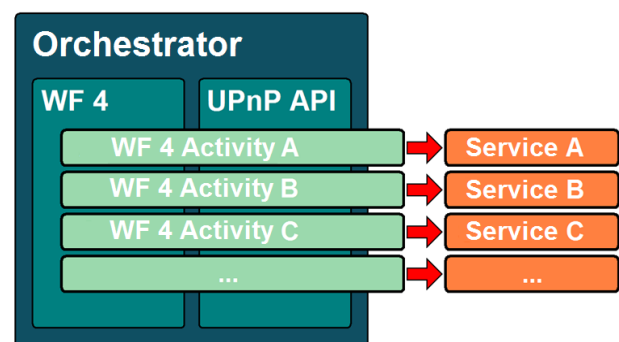 Orchestrator
WF 4
UPnP API
WF 4 Activity A
Service A
WF 4 Activity B
Service B
WF 4 Activity C
Service C
...
...